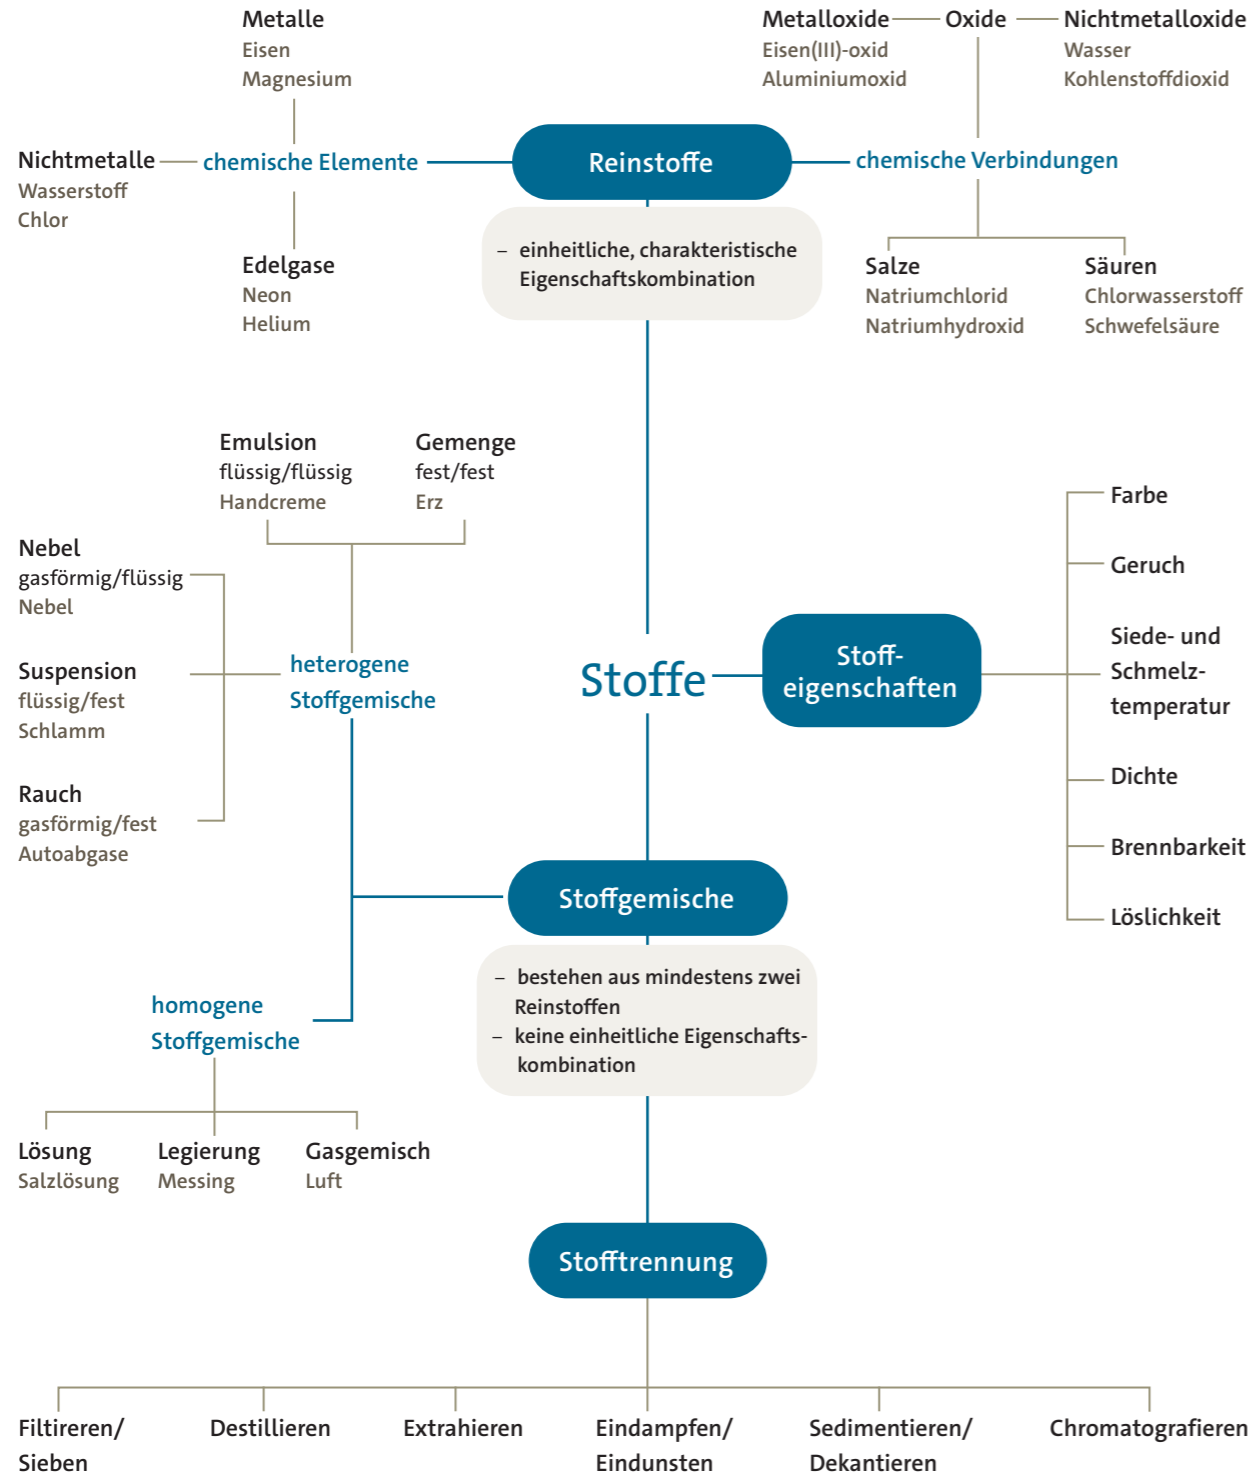 Metalle
Eisen
Magnesium
Metalloxide
Eisen(III)-oxid
Aluminiumoxid
Oxide
Nichtmetalloxide
Wasser
Kohlenstoffdioxid
Nichtmetalle
Wasserstoff
Chlor
chemische Elemente
Reinstoffe
chemische Verbindungen
– einheitliche, charakteristische
Eigenschaftskombination
Edelgase
Neon
Helium
Salze
Natriumchlorid
Natriumhydroxid
Säuren
Chlorwasserstoff
Schwefelsäure
Emulsion
flüssig/flüssig
Handcreme
Gemenge
fest/fest
Erz
Nebel
gasförmig/flüssig
Nebel
Suspension
flüssig/fest
Schlamm
Rauch
gasförmig/fest
Autoabgase
heterogene
Stoffgemische
Stoffe
Stoff-
eigenschaften
Farbe
Geruch
Siede- und
Schmelz-
temperatur
Dichte
Brennbarkeit
Löslichkeit
Stoffgemische
– bestehen aus mindestens zwei
Reinstoffen
– keine einheitliche Eigenschafts-
kombination
homogene
Stoffgemische
Lösung
Salzlösung
Legierung
Messing
Gasgemisch
Luft
Stofftrennung
Filtireren/
Sieben
Destillieren
Extrahieren
Eindampfen/
Eindunsten
Sedimentieren/
Dekantieren
Chromatografieren